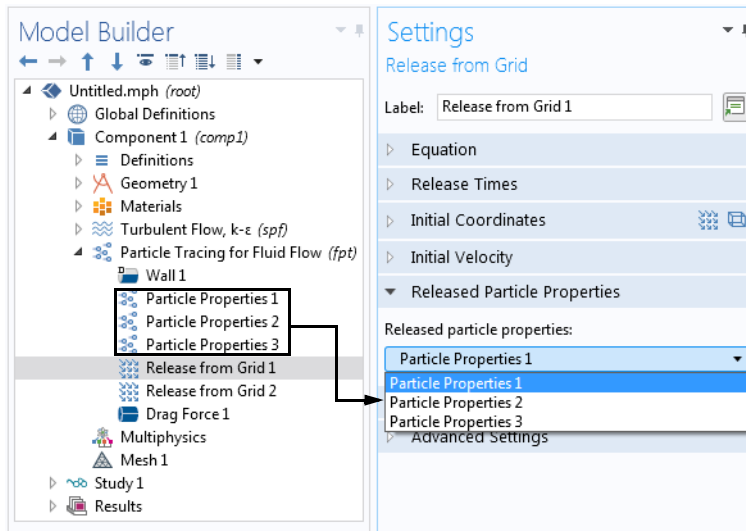 Model Builder
Untitled.mph (root)
Global Definitions
Component 1 (comp1)
Definitions
Geometry 1
Materials
Turbulent Flow, k-ε (spf)
Particle Tracing for Fluid Flow (fpt)
Wall 1
Particle Properties 1
Particle Properties 2
Particle Properties 3
Release from Grid 1
Release from Grid 2
Drag Force 1
Multiphysics
Mesh 1
Study 1
Results
Settings
Release from Grid
Label: Release from Grid 1
Equation
Release Times
Initial Coordinates
Initial Velocity
Released Particle Properties
Released particle properties:
Particle Properties 1
Particle Properties 1
Particle Properties 2
Particle Properties 3
Advanced Settings